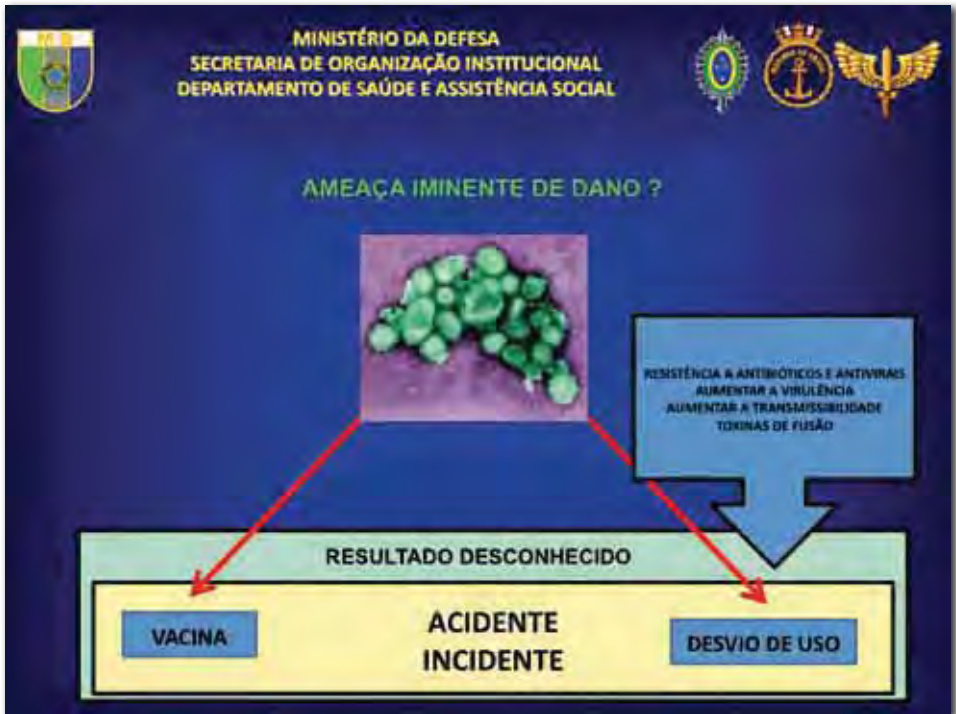 MINISTÉRIO DA DEFESA
SECRETARIA DE ORGANIZAÇÃO INSTITUCIONAL
DEPARTAMENTO DE SAÚDE E ASSISTÊNCIA SOCIAL
AMEAÇA IMINENTE DE DANO ?
RESISTÊNCIA A ANTIBIÓTICOS E ANTIVIRAIS
AUMENTAR A VIRULÊNCIA
AUMENTAR A TRANSMISSIBILIDADE
TOXINAS DE FUSÃO
RESULTADO DESCONHECIDO
VACINA
ACIDENTE
INCIDENTE
DESVIO DE USO